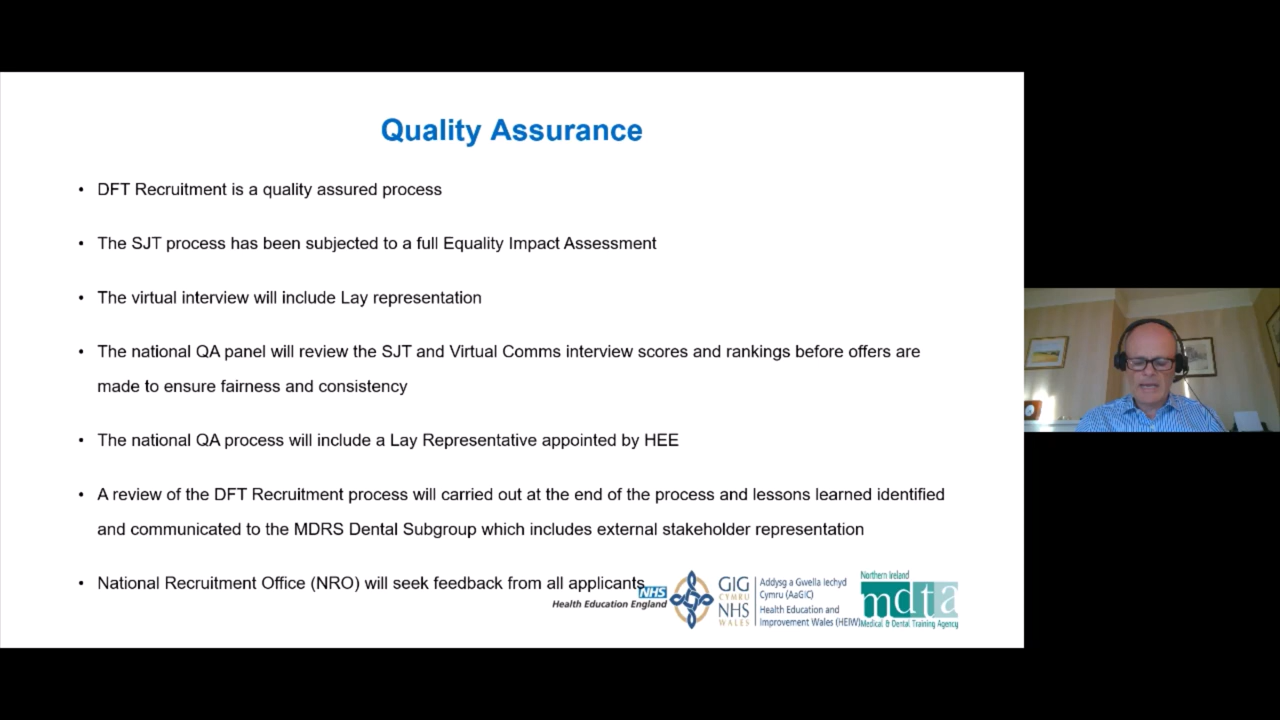 Quality Assurance
• DFT Recruitment is a quality assured process
• The SJT process has been subjected to a full Equality Impact Assessment
• The virtual interview will include Lay representation
• The national QA panel will review the SJT and Virtual Comms interview scores and rankings before offers are
made to ensure fairness and consistency
• The national QA process will include a Lay Representative appointed by HEE
• A review of the DFT Recruitment process will carried out at the end of the process and lessons learned identified
and communicated to the MDRS Dental Subgroup which includes external stakeholder representation
• National Recruitment Office (NRO) will seek feedback from all applicants
NHS
Health Education England
GIG
CYMRU
NHS
WALES
Addysg a Gwella Iechyd
Cymru (AaGIC)
Health Education and
Improvement Wales (HEIW)
Northern Ireland
mdta
Medical & Dental Training Agency